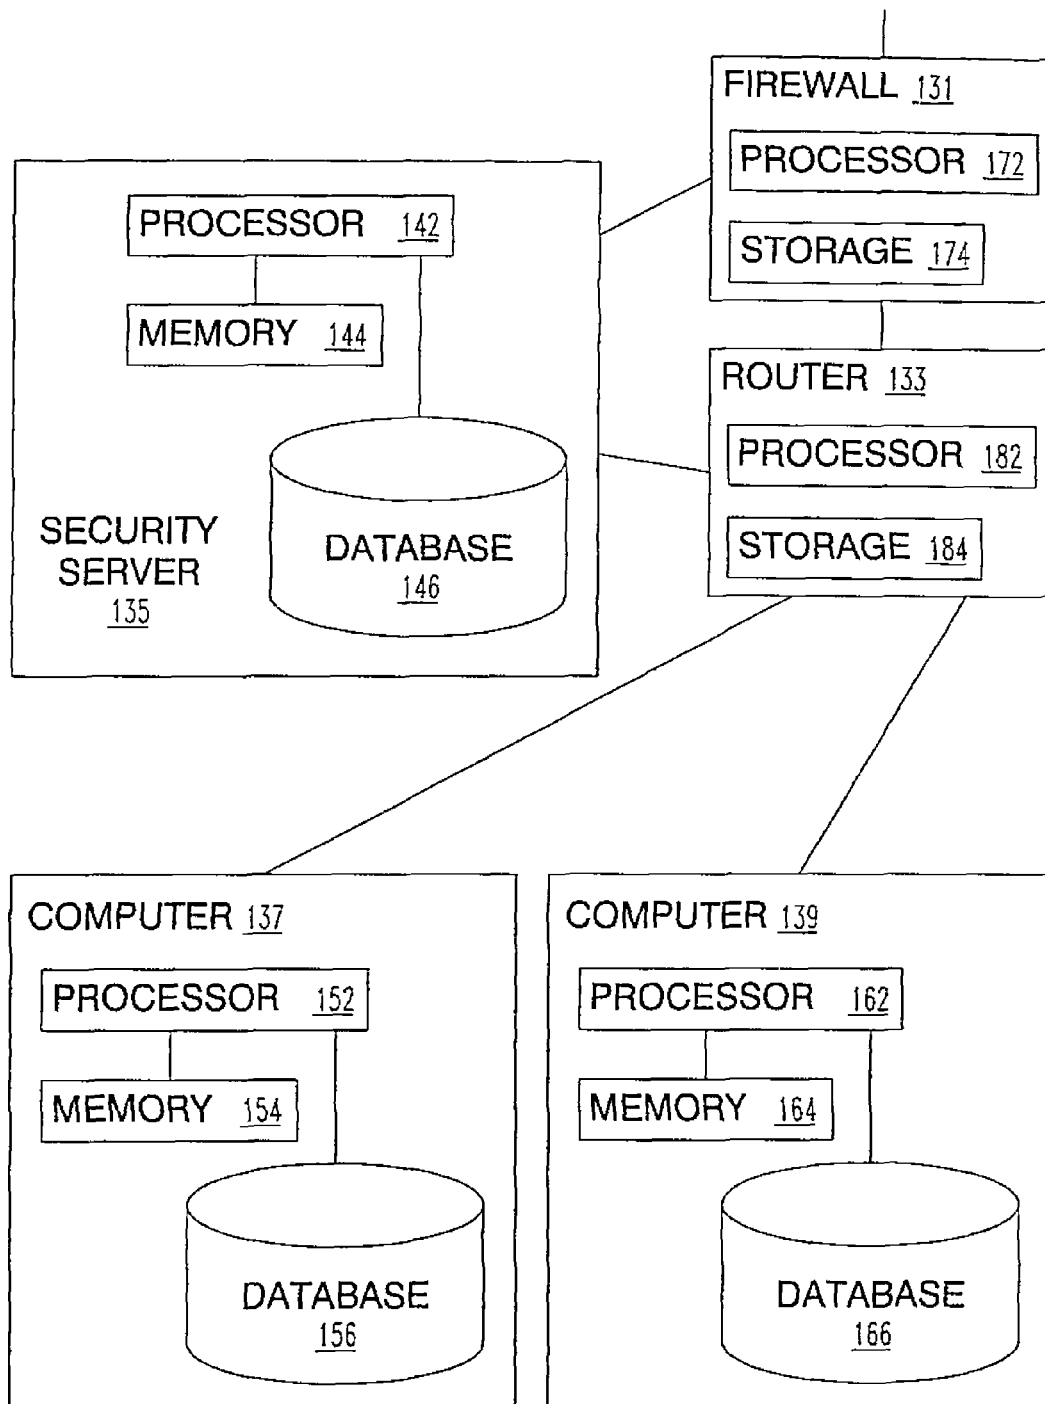 FIREWALL 131
PROCESSOR 172
STORAGE 174
PROCESSOR 142
MEMORY 144
SECURITY
SERVER
135
DATABASE
146
ROUTER 133
PROCESSOR 182
STORAGE 184
COMPUTER 137
PROCESSOR 152
MEMORY 154
DATABASE
156
COMPUTER 139
PROCESSOR 162
MEMORY 164
DATABASE
166